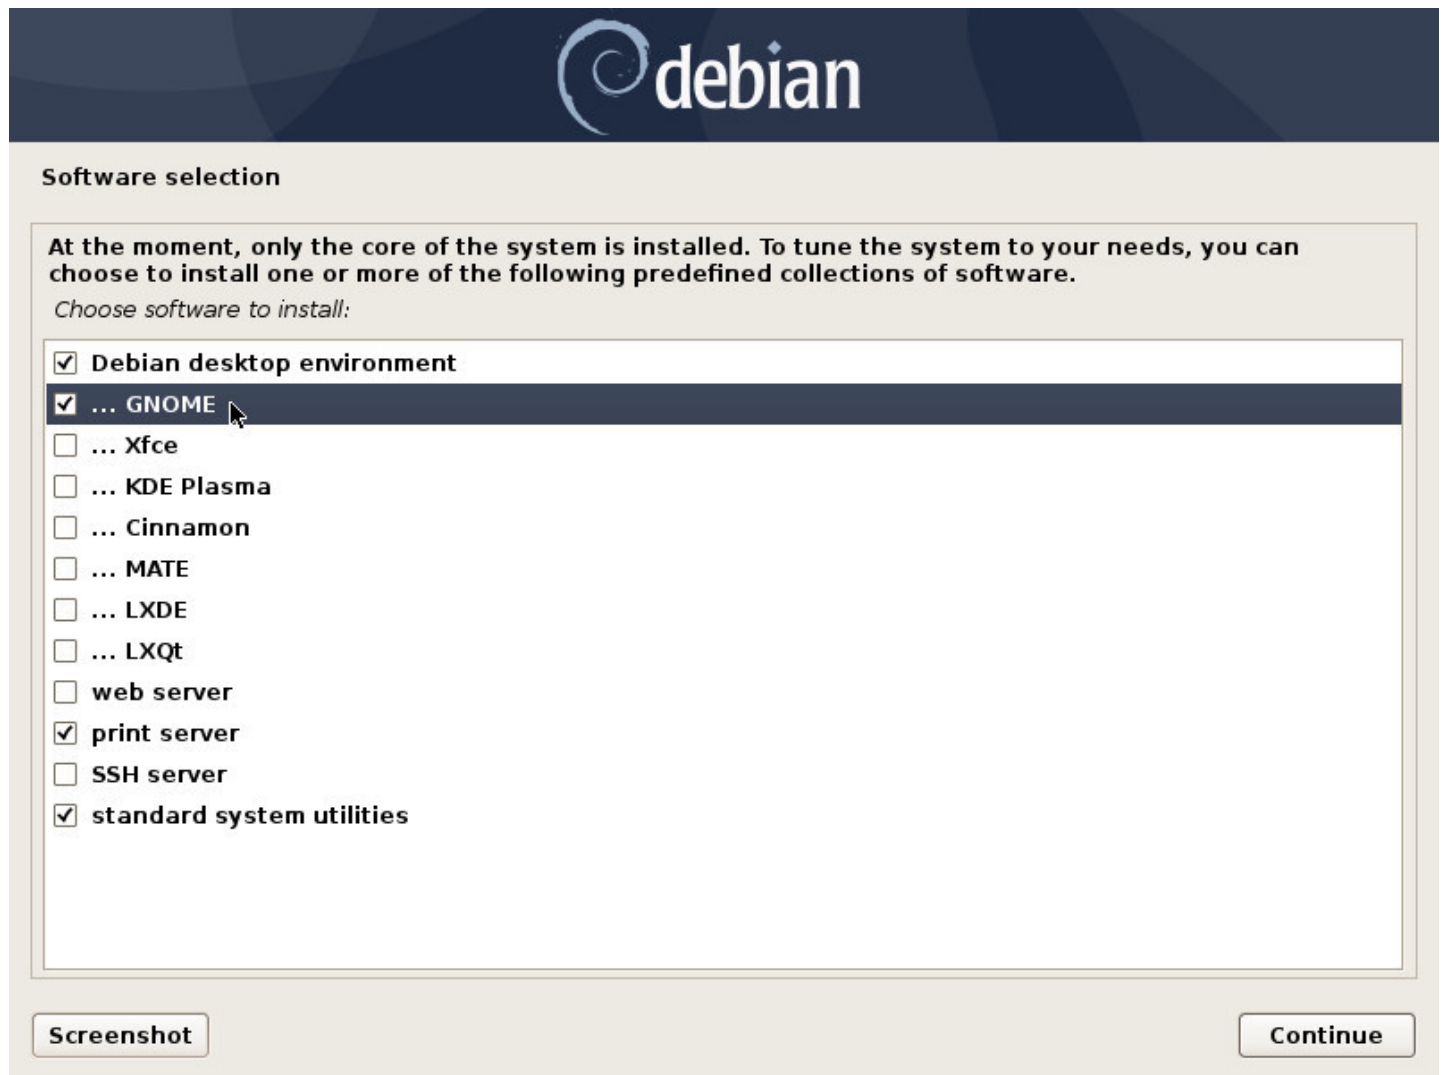 debian
Software selection
At the moment, only the core of the system is installed. To tune the system to your needs, you can
choose to install one or more of the following predefined collections of software.
Choose software to install:
Debian desktop environment
... GNOME
... Xfce
... KDE Plasma
... Cinnamon
... MATE
... LXDE
... LXQt
web server
print server
SSH server
standard system utilities
Screenshot
Continue